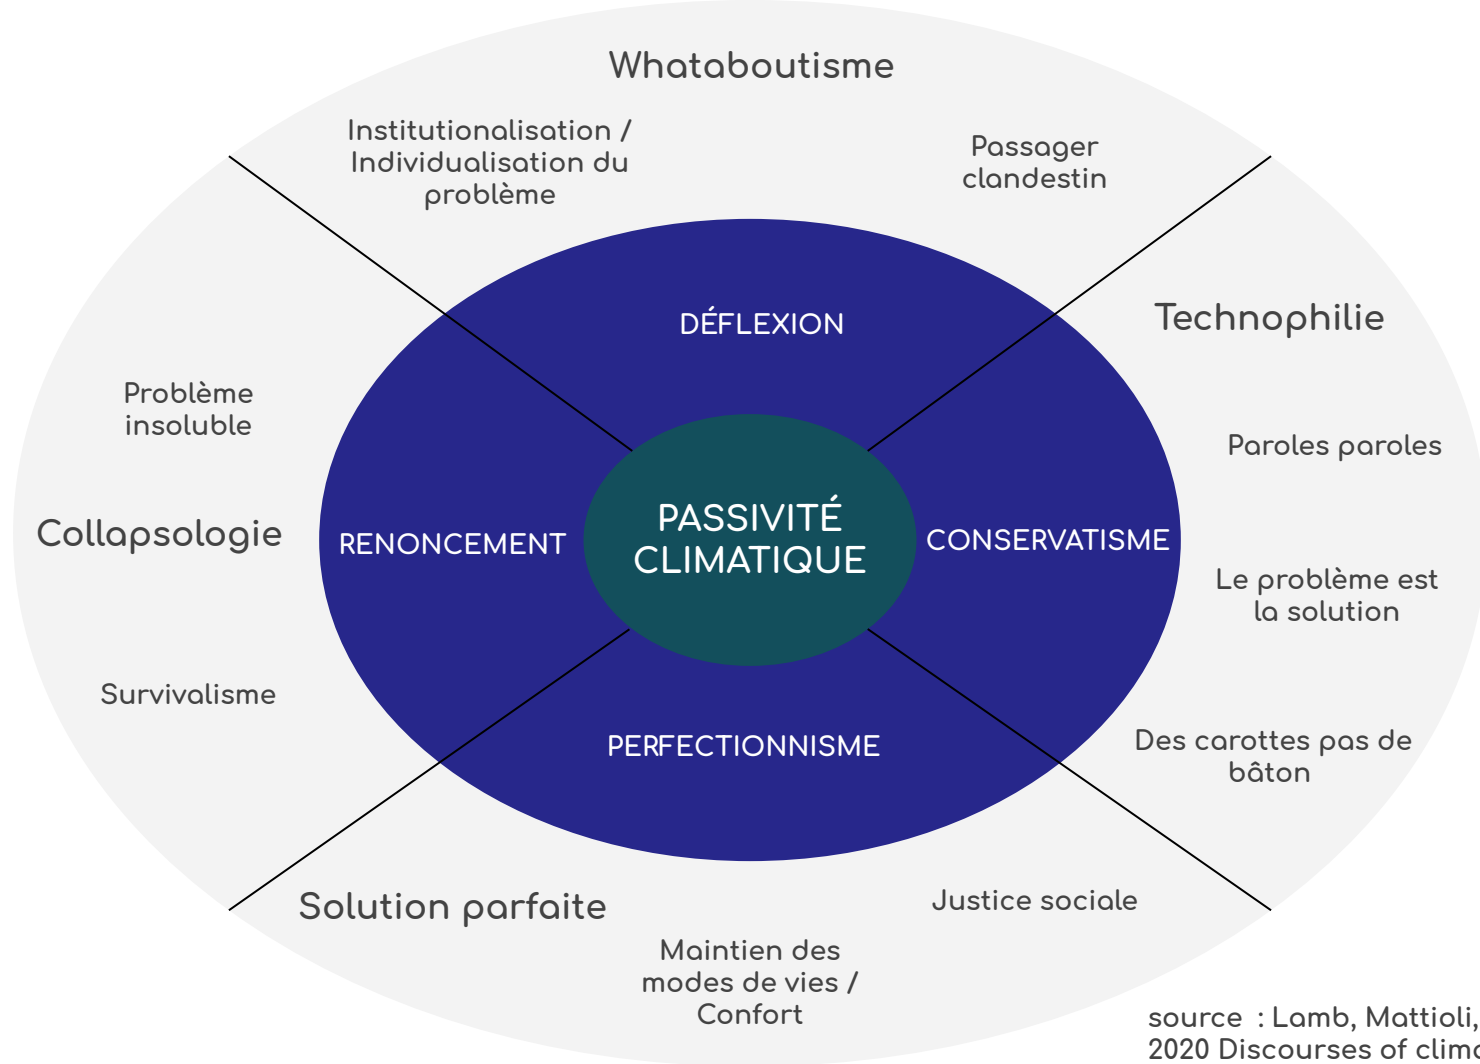 Whataboutisme
Institutionalisation /
Individualisation du
problème
Passager
clandestin
DÉFLEXION
Technophilie
Paroles paroles
Le problème est
la solution
Des carottes pas de
bâton
CONSERVATISME
PASSIVITÉ
CLIMATIQUE
RENONCEMENT
Problème
insoluble
Collapsologie
Survivalisme
PERFECTIONNISME
Solution parfaite
Maintien des
modes de vies /
Confort
Justice sociale
source : Lamb, Mattioli,
2020 Discourses of